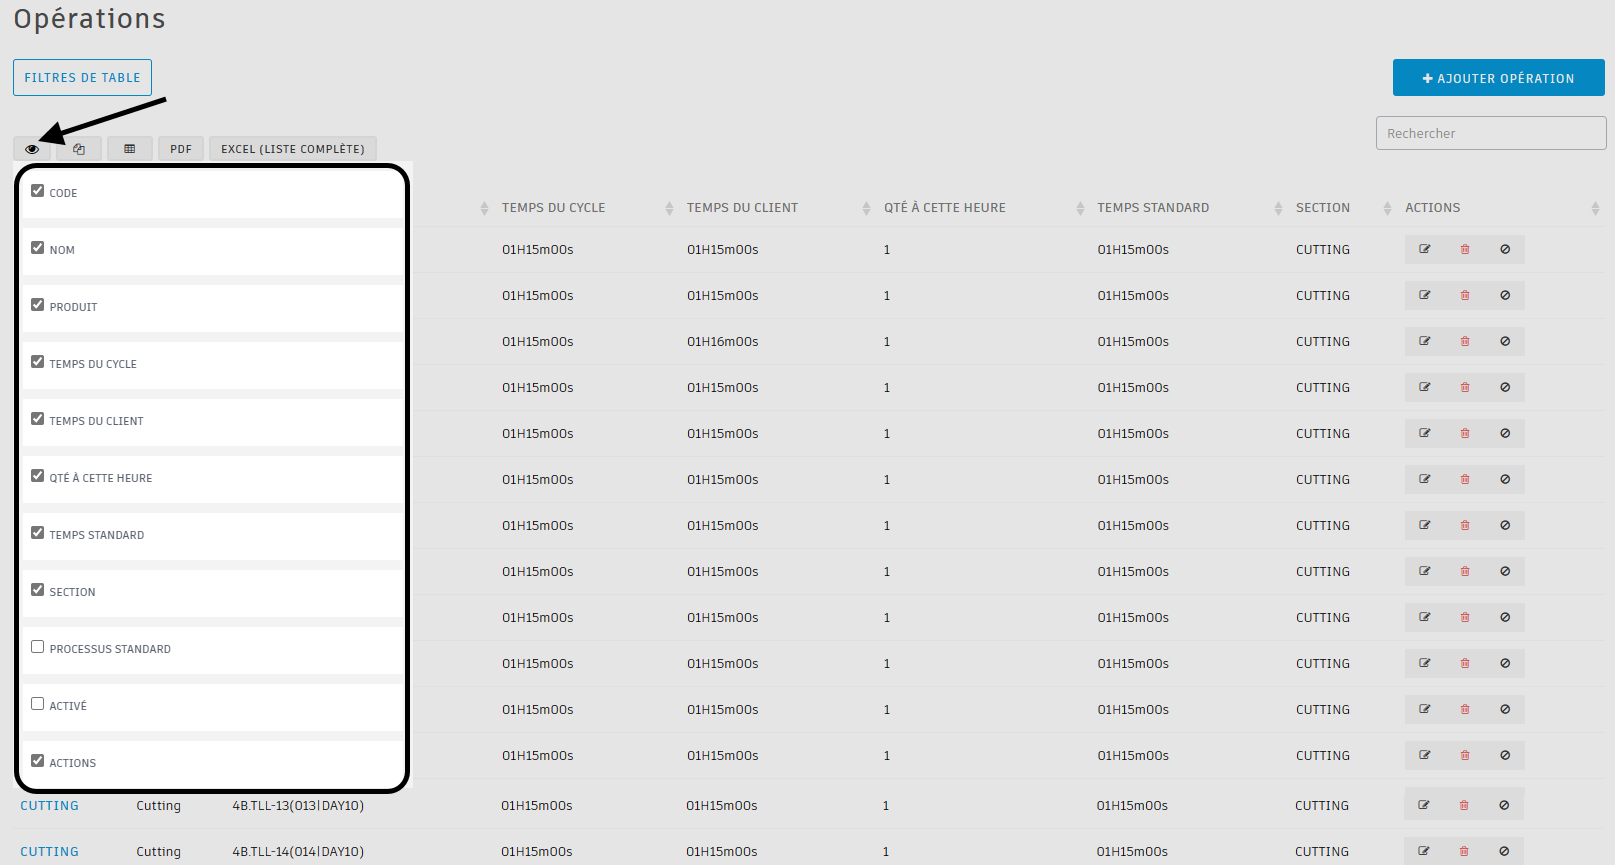 Opérations
FILTRES DE TABLE
AJOUTER OPÉRATION
Rechercher
PDF EXCEL (LISTE COMPLÈTE)
CODE
NOM
PRODUIT
TEMPS DU CYCLE
TEMPS DU CLIENT
QTÉ À CETTE HEURE
TEMPS STANDARD
SECTION
PROCESSUS STANDARD
ACTIVÉ
ACTIONS
TEMPS DU CYCLE TEMPS DU CLIENT QTÉ À CETTE HEURE TEMPS STANDARD SECTION ACTIONS
01H15m00s 01H15m00s 1 01H15m00s CUTTING
01H15m00s 01H15m00s 1 01H15m00s CUTTING
01H15m00s 01H16m00s 1 01H15m00s CUTTING
01H15m00s 01H15m00s 1 01H15m00s CUTTING
01H15m00s 01H15m00s 1 01H15m00s CUTTING
01H15m00s 01H15m00s 1 01H15m00s CUTTING
01H15m00s 01H15m00s 1 01H15m00s CUTTING
01H15m00s 01H15m00s 1 01H15m00s CUTTING
01H15m00s 01H15m00s 1 01H15m00s CUTTING
01H15m00s 01H15m00s 1 01H15m00s CUTTING
01H15m00s 01H15m00s 1 01H15m00s CUTTING
01H15m00s 01H15m00s 1 01H15m00s CUTTING
CUTTING Cutting 4B.TLL-13(013|DAY10) 01H15m00s 01H15m00s 1 01H15m00s CUTTING
CUTTING Cutting 4B.TLL-14(014|DAY10) 01H15m00s 01H15m00s 1 01H15m00s CUTTING